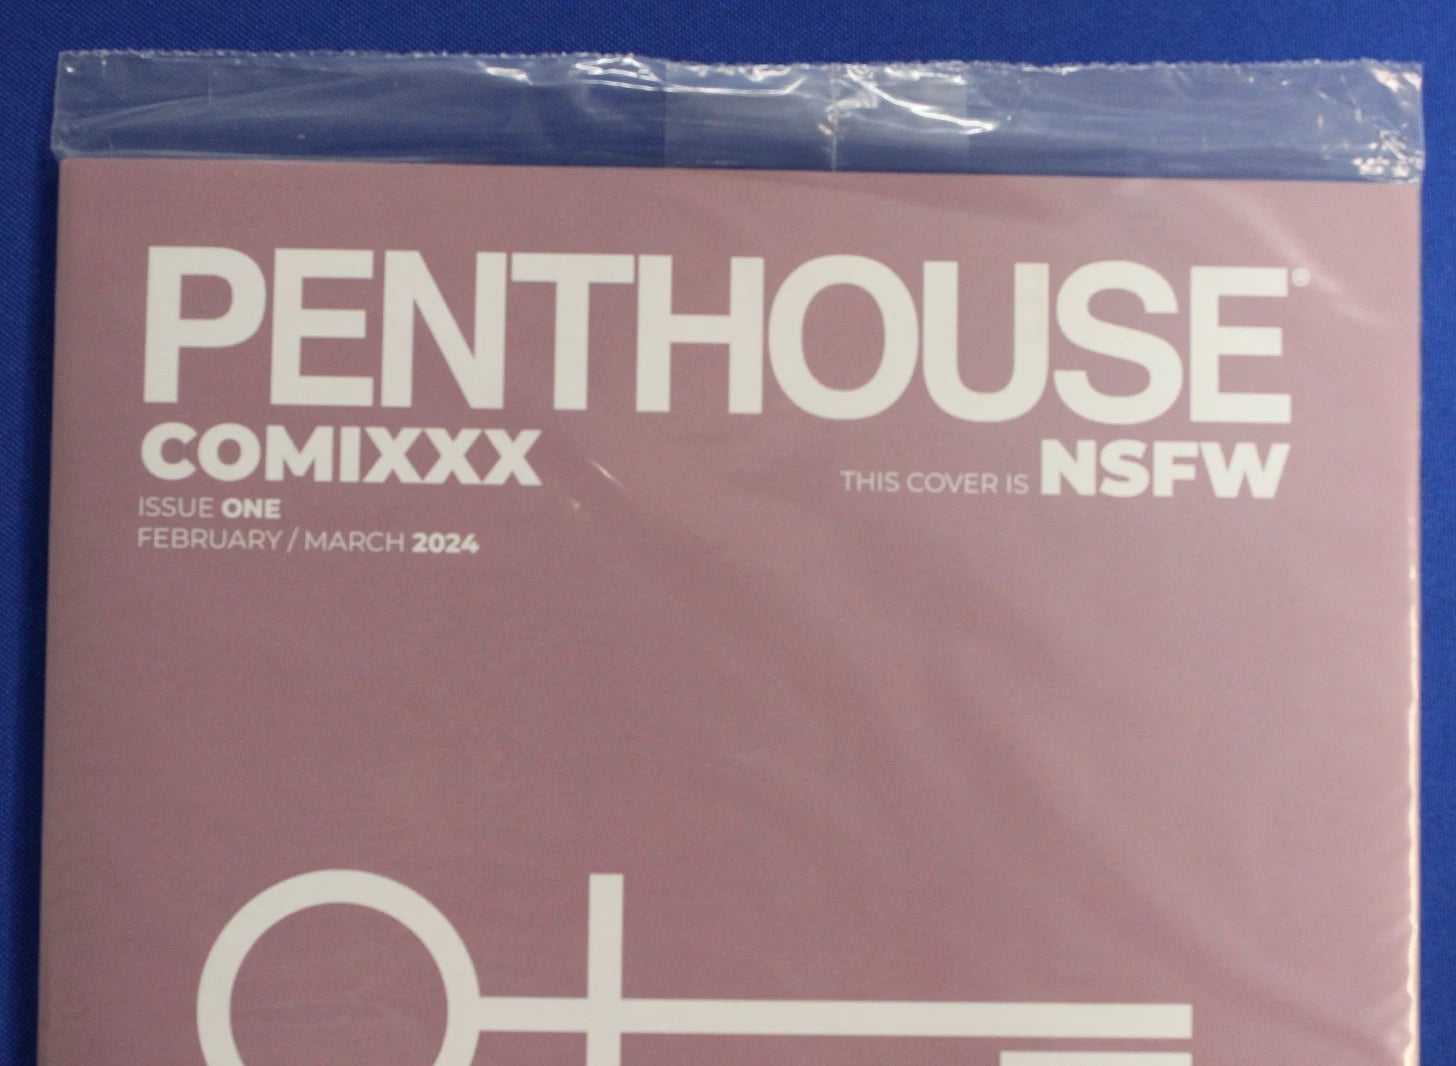 PENTHOUSE®
COMIXXX
THIS COVER IS NSFW
ISSUE ONE
FEBRUARY / MARCH 2024